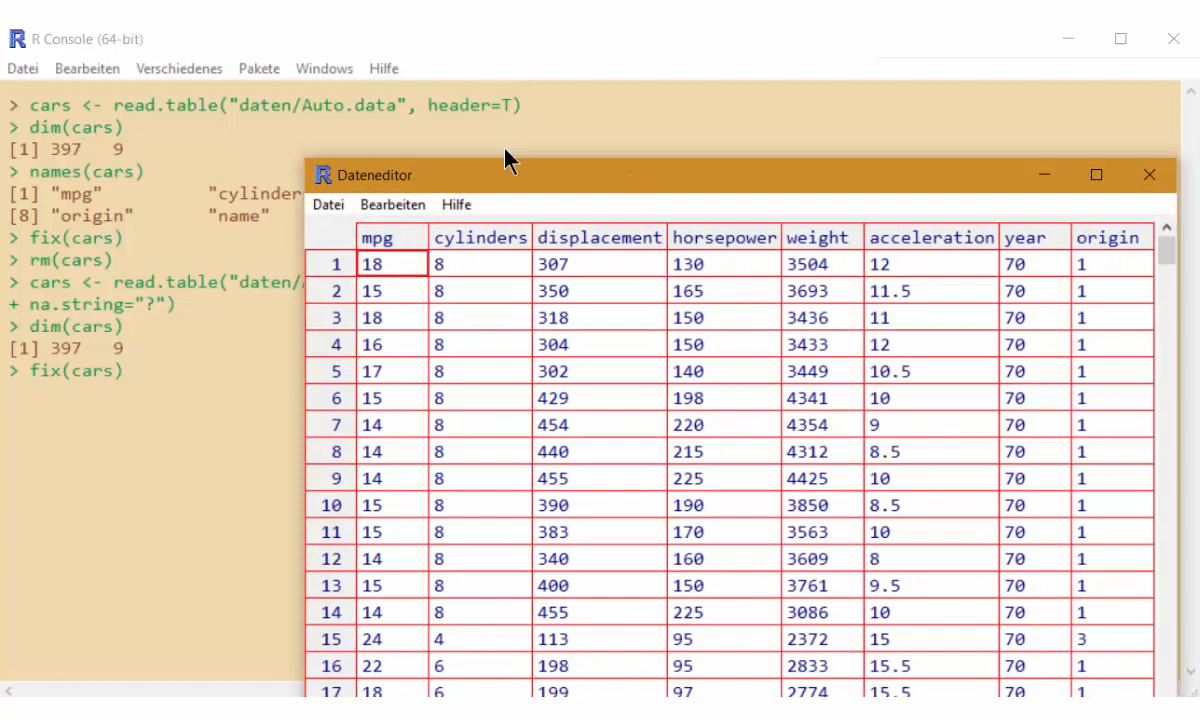 R Console (64-bit)
Datei Bearbeiten Verschiedenes Pakete Windows Hilfe
> cars <- read.table("daten/Auto.data", header=T)
> dim(cars)
[1] 397 9
> names(cars)
[1] "mpg" "cylinder
[8] "origin" "name"
> fix(cars)
> rm(cars)
> cars <- read.table("daten/
+ na.string="?")
> dim(cars)
[1] 397 9
> fix(cars)
R Dateneditor
Datei Bearbeiten Hilfe
mpg cylinders displacement horsepower weight acceleration year origin
1 18 8 307 130 3504 12 70 1
2 15 8 350 165 3693 11.5 70 1
3 18 8 318 150 3436 11 70 1
4 16 8 304 150 3433 12 70 1
5 17 8 302 140 3449 10.5 70 1
6 15 8 429 198 4341 10 70 1
7 14 8 454 220 4354 9 70 1
8 14 8 440 215 4312 8.5 70 1
9 14 8 455 225 4425 10 70 1
10 15 8 390 190 3850 8.5 70 1
11 15 8 383 170 3563 10 70 1
12 14 8 340 160 3609 8 70 1
13 15 8 400 150 3761 9.5 70 1
14 14 8 455 225 3086 10 70 1
15 24 4 113 95 2372 15 70 3
16 22 6 198 95 2833 15.5 70 1
17 18 6 199 97 2774 15.5 70 1